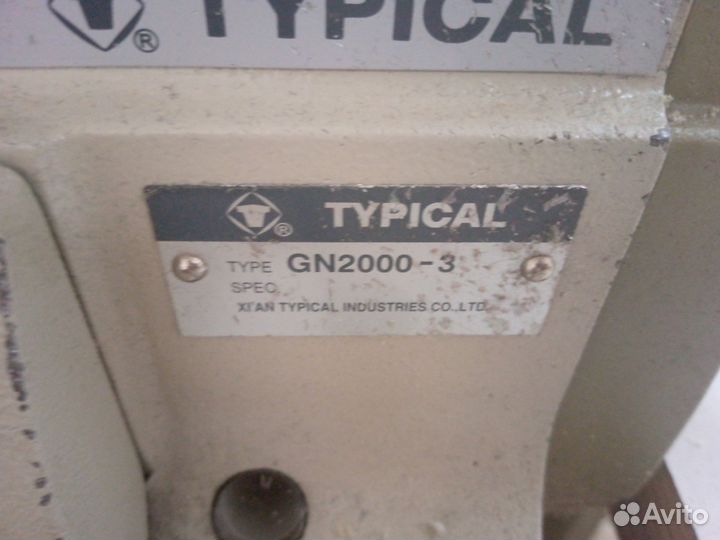 ® TYPICAL
® TYPICAL
TYPE GN2000-3
SPEC.
XI'AN TYPICAL INDUSTRIES CO.,LTD.
Avito